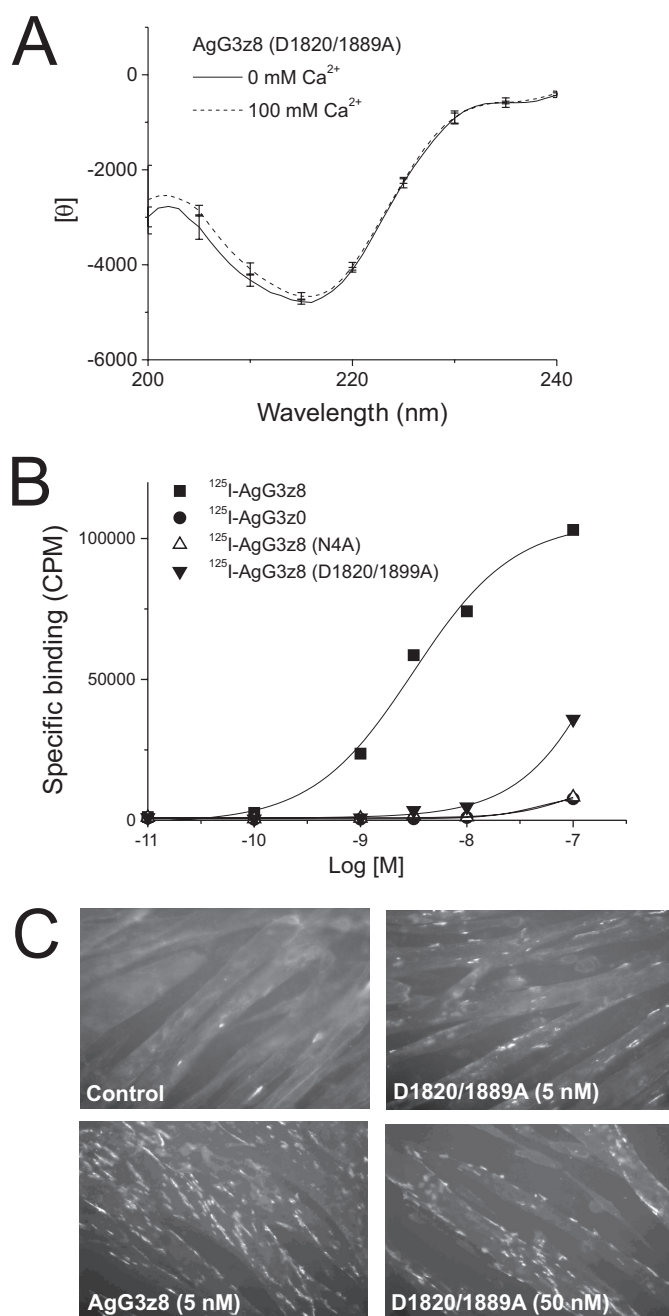 A
AgG3z8 (D1820/1889A)
0 mM Ca²⁺
100 mM Ca²⁺
0
-2000
-4000
-6000
[θ]
200
220
240
Wavelength (nm)
B
¹²⁵I-AgG3z8
¹²⁵I-AgG3z0
¹²⁵I-AgG3z8 (N4A)
¹²⁵I-AgG3z8 (D1820/1899A)
100000
50000
0
Specific binding (CPM)
-11
-10
-9
-8
-7
Log [M]
C
Control
D1820/1889A (5 nM)
AgG3z8 (5 nM)
D1820/1889A (50 nM)